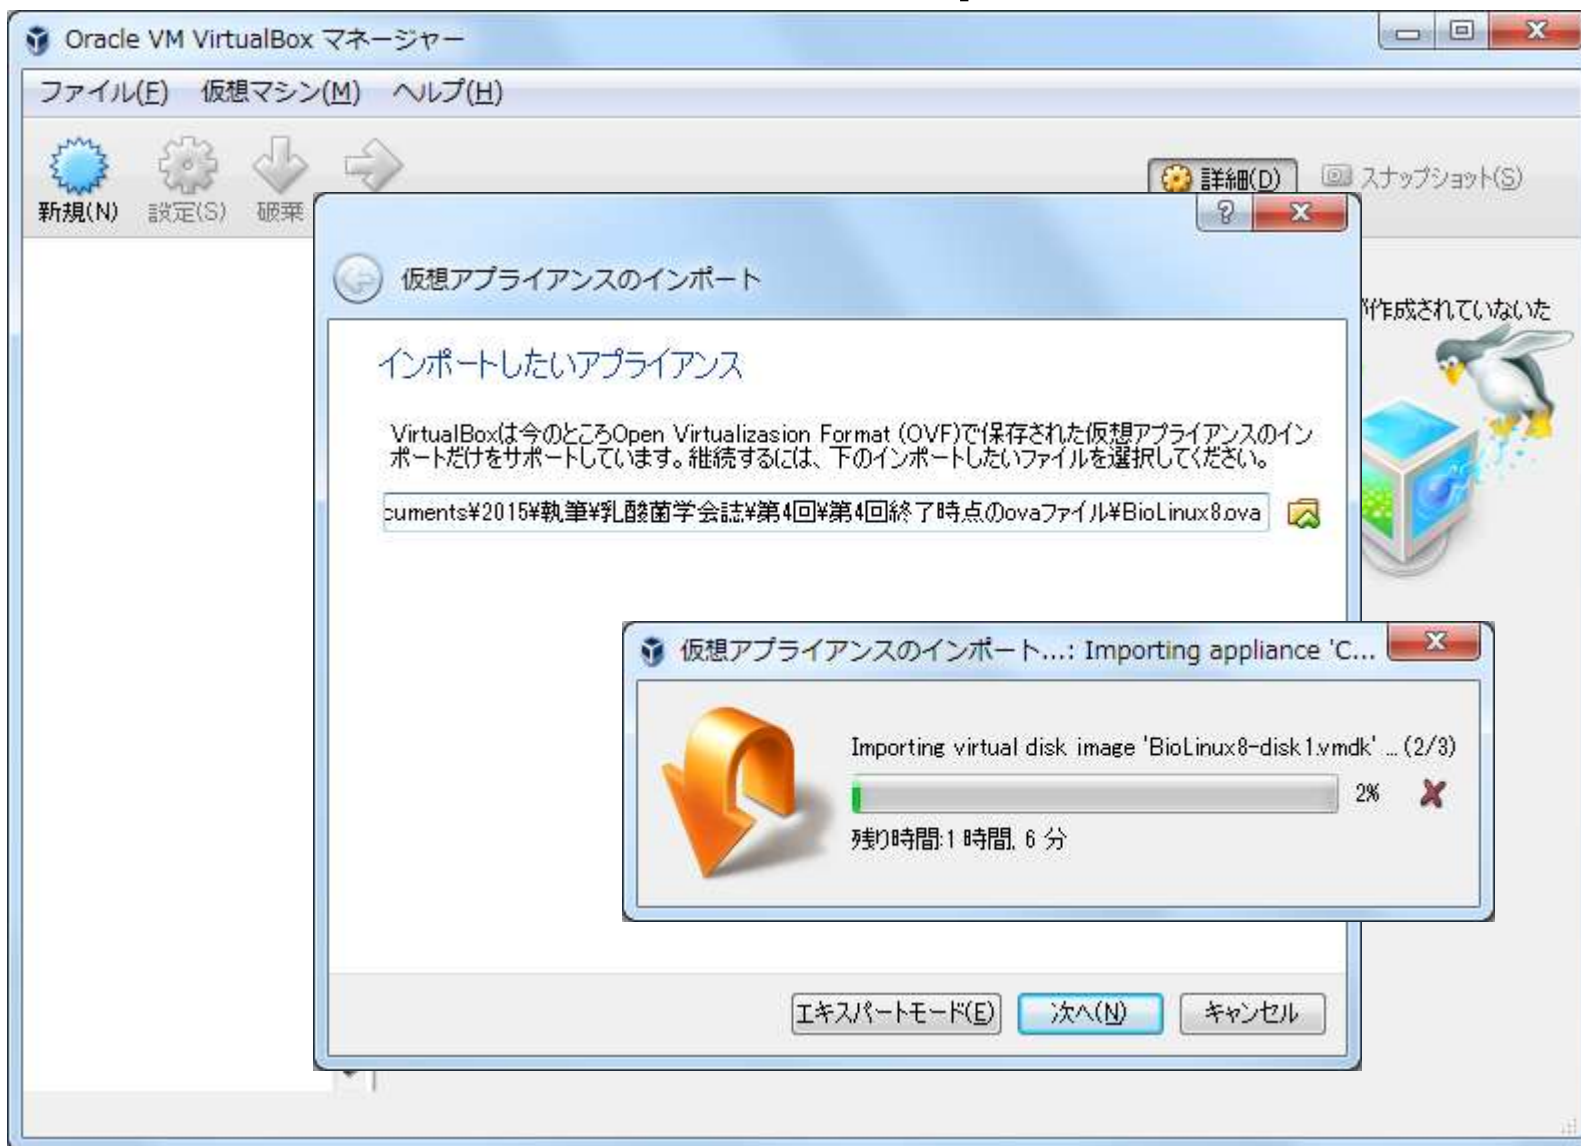 Oracle VM VirtualBox マネージャー
ファイル(F) 仮想マシン(M) ヘルプ(H)
新規(N) 設定(S) 破棄
詳細(D) スナップショット(S)
仮想アプライアンスのインポート
が作成されていないた
インポートしたいアプライアンス
VirtualBoxは今のところOpen Virtualizasion Format (OVF)で保存された仮想アプライアンスのイン
ポートだけをサポートしています。継続するには、下のインポートしたいファイルを選択してください。
cuments¥2015¥執筆¥乳酸菌学会誌¥第4回¥第4回終了時点のovaファイル¥BioLinux8.ova
仮想アプライアンスのインポート...: Importing appliance 'C...
Importing virtual disk image 'BioLinux8-disk1.vmdk' ... (2/3)
2%
残り時間:1 時間, 6 分
エキスパートモード(E) 次へ(N) キャンセル